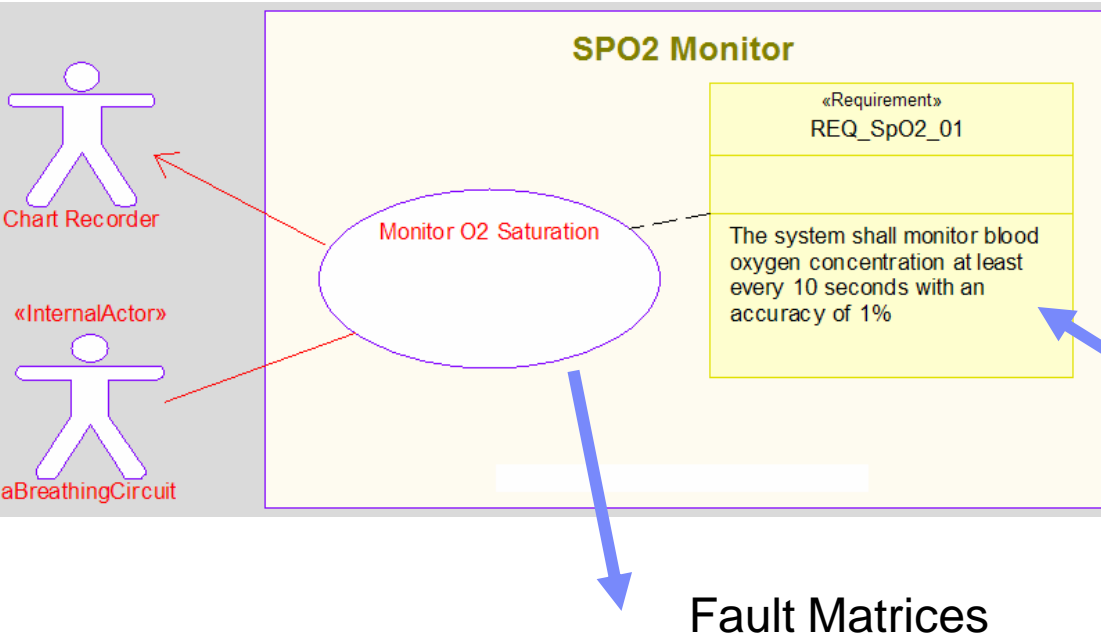 SPO2 Monitor
«Requirement»
REQ_SpO2_01
The system shall monitor blood
oxygen concentration at least
every 10 seconds with an
accuracy of 1%
Monitor O2 Saturation
Chart Recorder
«InternalActor»
aBreathingCircuit
Fault Matrices